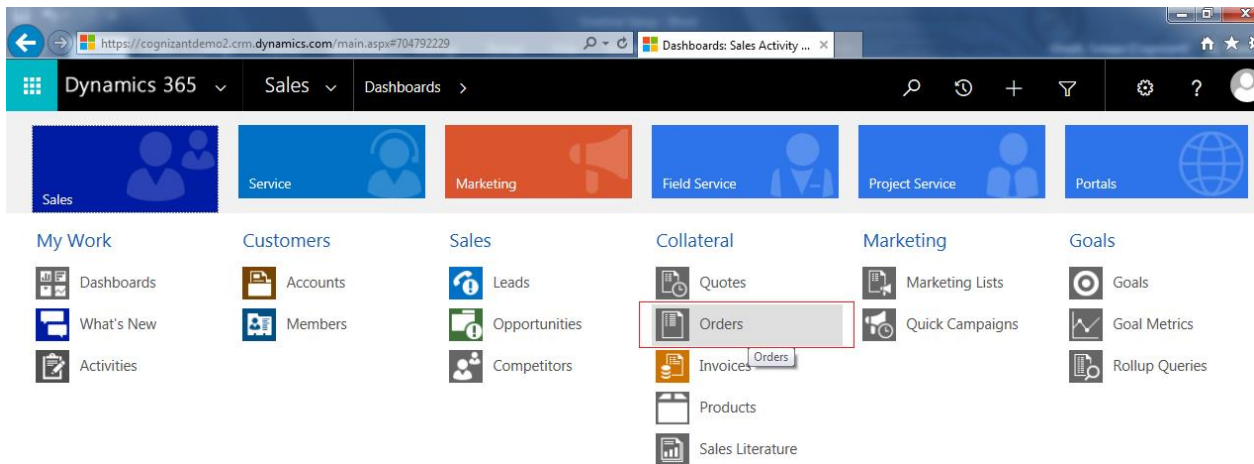 https://cognizantdemo2.crm.dynamics.com/main.aspx#704792229
Dashboards: Sales Activity ...
Dynamics 365 Sales Dashboards
Sales Service Marketing Field Service Project Service Portals
My Work Customers Sales Collateral Marketing Goals
Dashboards Accounts Leads Quotes Marketing Lists Goals
What's New Members Opportunities Orders Quick Campaigns Goal Metrics
Activities Competitors Invoices Orders Rollup Queries
Products
Sales Literature